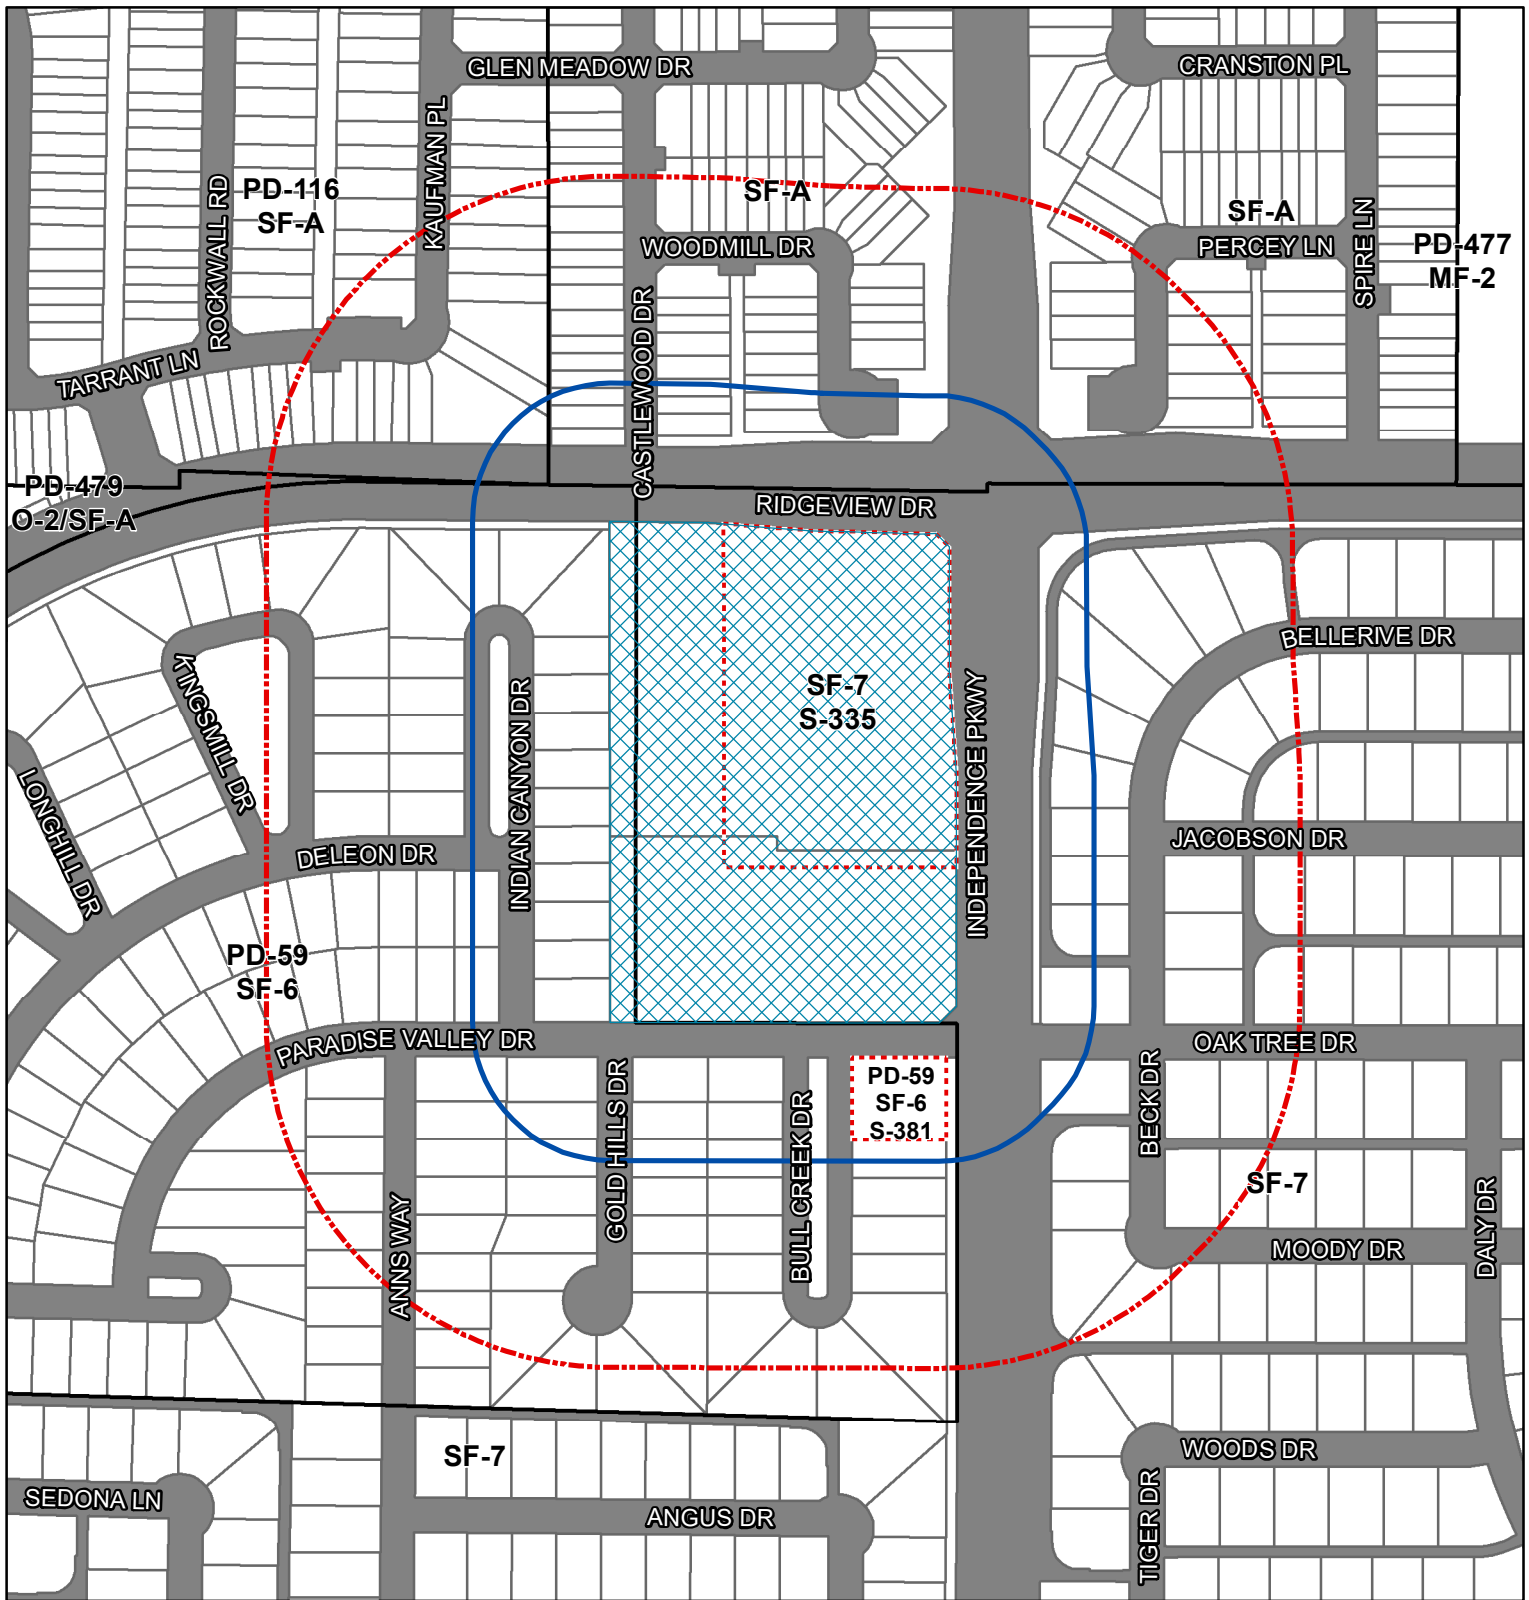 GLEN MEADOW DR
CRANSTON PL
KAUFMAN PL
PD-116
SF-A
SF-A
SF-A
ROCKWALL RD
WOODMILL DR
PERCEY LN
SPIRE LN
PD-477
MF-2
CASTLEWOOD DR
TARRANT LN
PD-479
O-2/SF-A
RIDGEVIEW DR
BELLERIVE DR
KINGSMILL DR
INDIAN CANYON DR
SF-7
S-335
INDEPENDENCE PKWY
LONGHILL DR
DELEON DR
JACOBSON DR
PD-59
SF-6
PARADISE VALLEY DR
OAK TREE DR
GOLD HILLS DR
BULL CREEK DR
PD-59
SF-6
S-381
BECK DR
SF-7
ANNS WAY
MOODY DR
DALY DR
SF-7
WOODS DR
SEDONA LN
ANGUS DR
TIGER DR